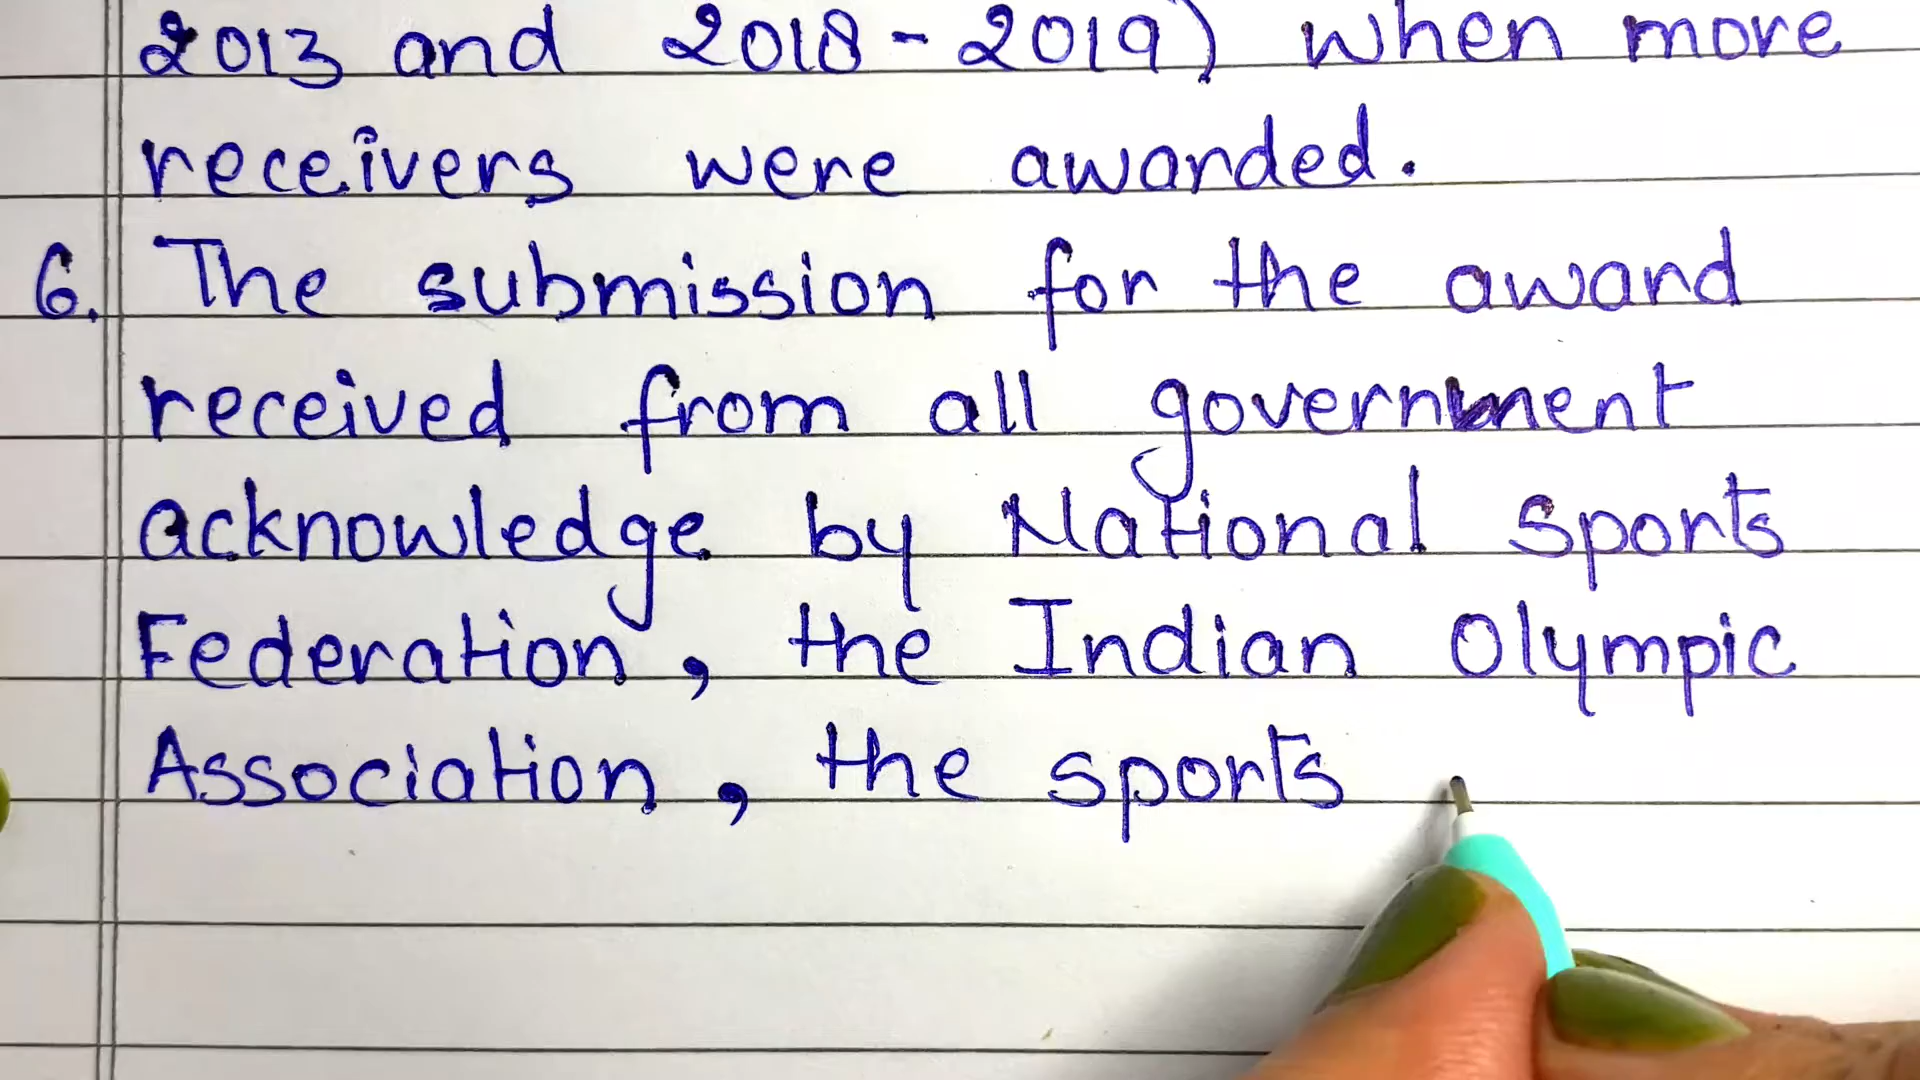 2013 and 2018-2019) when more
receivers were awarded.
6. The submission for the award
received from all government
acknowledge by National sports
Federation, the Indian Olympic
Association, the sports